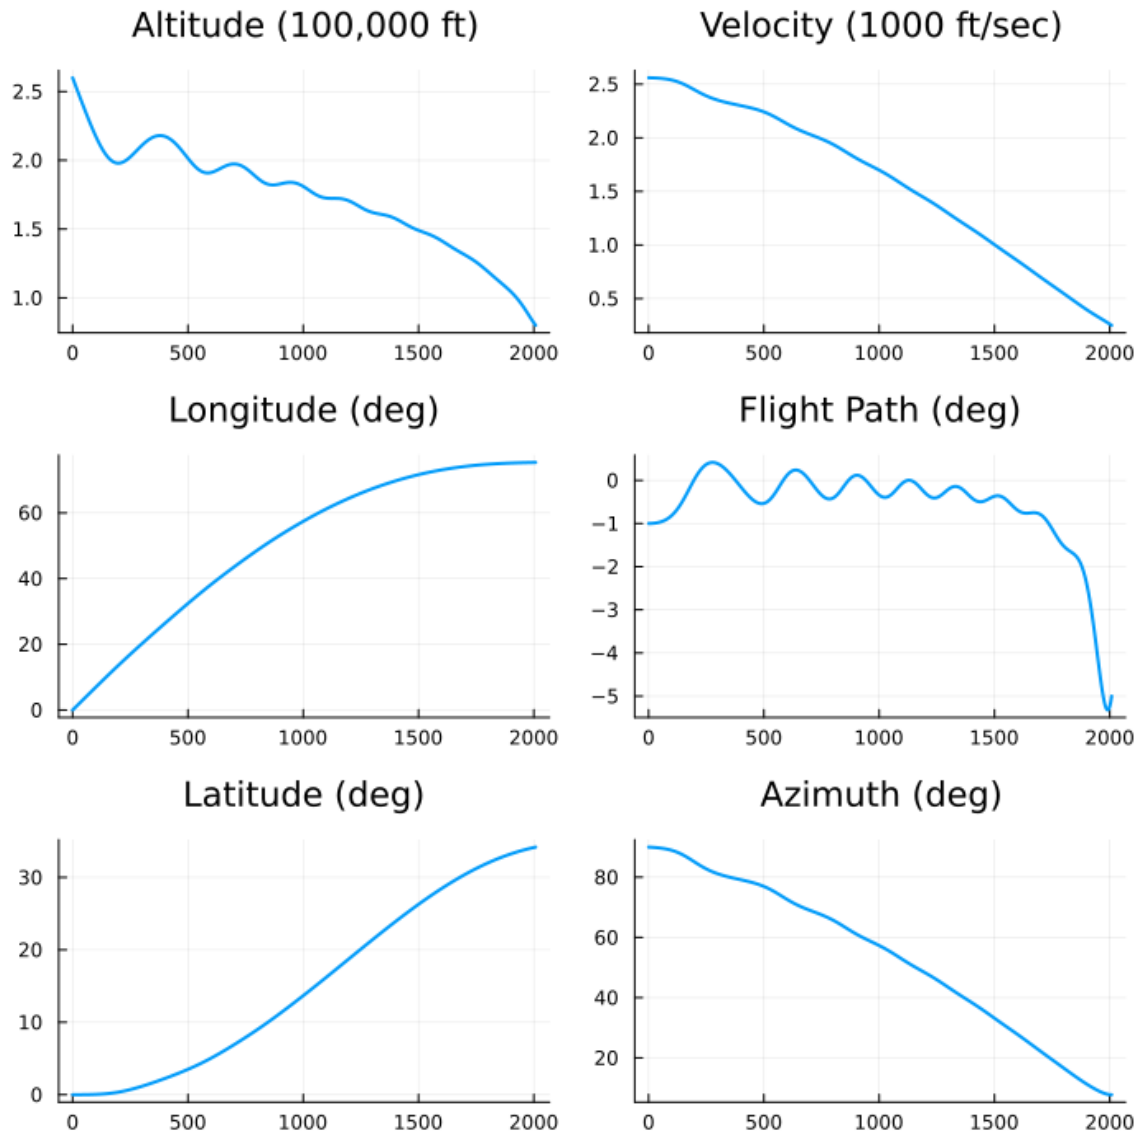 Altitude (100,000 ft)
2.5
2.0
1.5
1.0
0 500 1000 1500 2000
Velocity (1000 ft/sec)
2.5
2.0
1.5
1.0
0.5
0 500 1000 1500 2000
Longitude (deg)
60
40
20
0
0 500 1000 1500 2000
Flight Path (deg)
0
−1
−2
−3
−4
−5
0 500 1000 1500 2000
Latitude (deg)
30
20
10
0
0 500 1000 1500 2000
Azimuth (deg)
80
60
40
20
0 500 1000 1500 2000